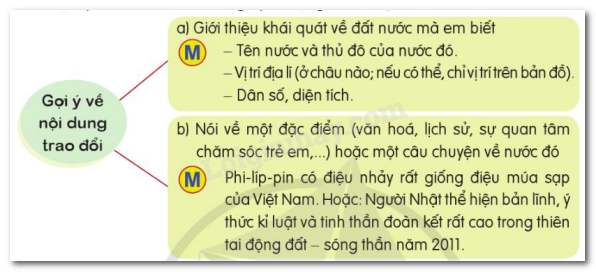 Gợi ý về
nội dung
trao đổi
a) Giới thiệu khái quát về đất nước mà em biết
M
– Tên nước và thủ đô của nước đó.
– Vị trí địa lí (ở châu nào; nếu có thể, chỉ vị trí trên bản đồ).
– Dân số, diện tích.
b) Nói về một đặc điểm (văn hoá, lịch sử, sự quan tâm
chăm sóc trẻ em,...) hoặc một câu chuyện về nước đó
M
Phi-líp-pin có điệu nhảy rất giống điệu múa sạp
của Việt Nam. Hoặc: Người Nhật thể hiện bản lĩnh, ý
thức kỉ luật và tinh thần đoàn kết rất cao trong thiên
tai động đất – sóng thần năm 2011.